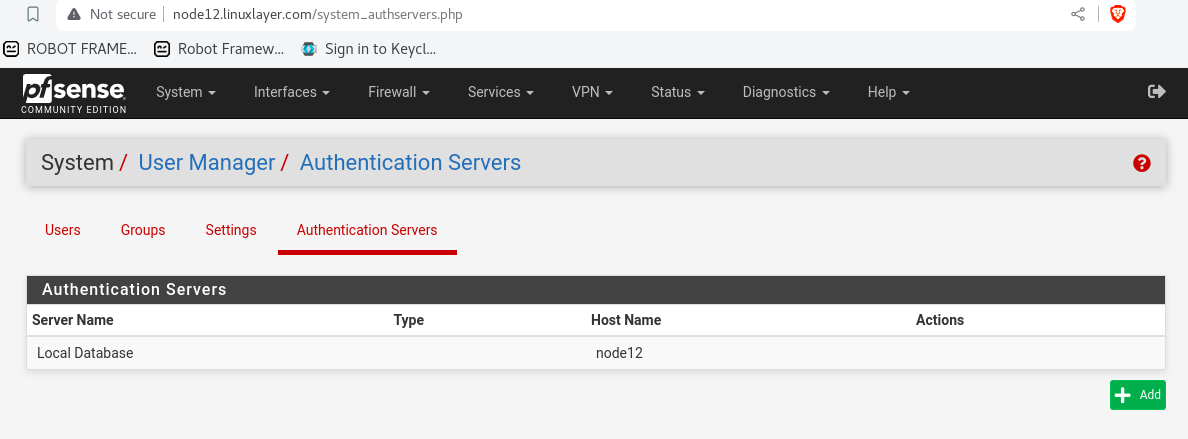 Not secure node12.linuxlayer.com/system_authservers.php
ROBOT FRAME... Robot Framew... Sign in to Keycl...
pfsense System Interfaces Firewall Services VPN Status Diagnostics Help
COMMUNITY EDITION
System / User Manager / Authentication Servers
Users Groups Settings Authentication Servers
Authentication Servers
Server Name Type Host Name Actions
Local Database node12
Add